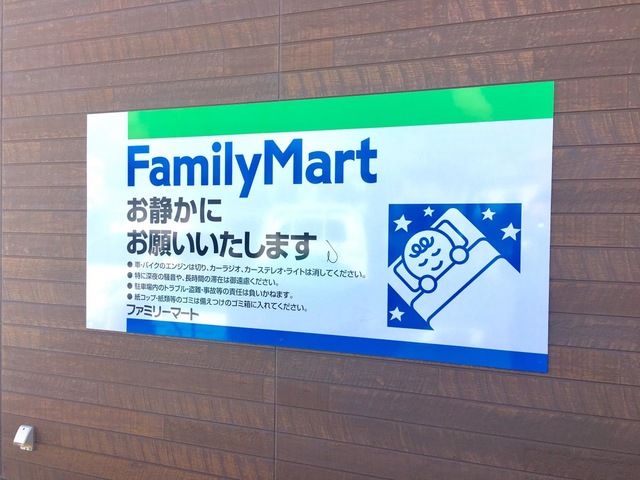 FamilyMart
お静かに
お願いいたします
●車・バイクのエンジンは切り、カーラジオ、カーステレオ・ライトは消してください。
●特に深夜の騒音や、長時間の滞在は御遠慮ください。
●駐車場内のトラブル・盗難・事故等の責任は負いかねます。
●紙コップ・紙類等のゴミは備えつけのゴミ箱に入れてください。
ファミリーマート